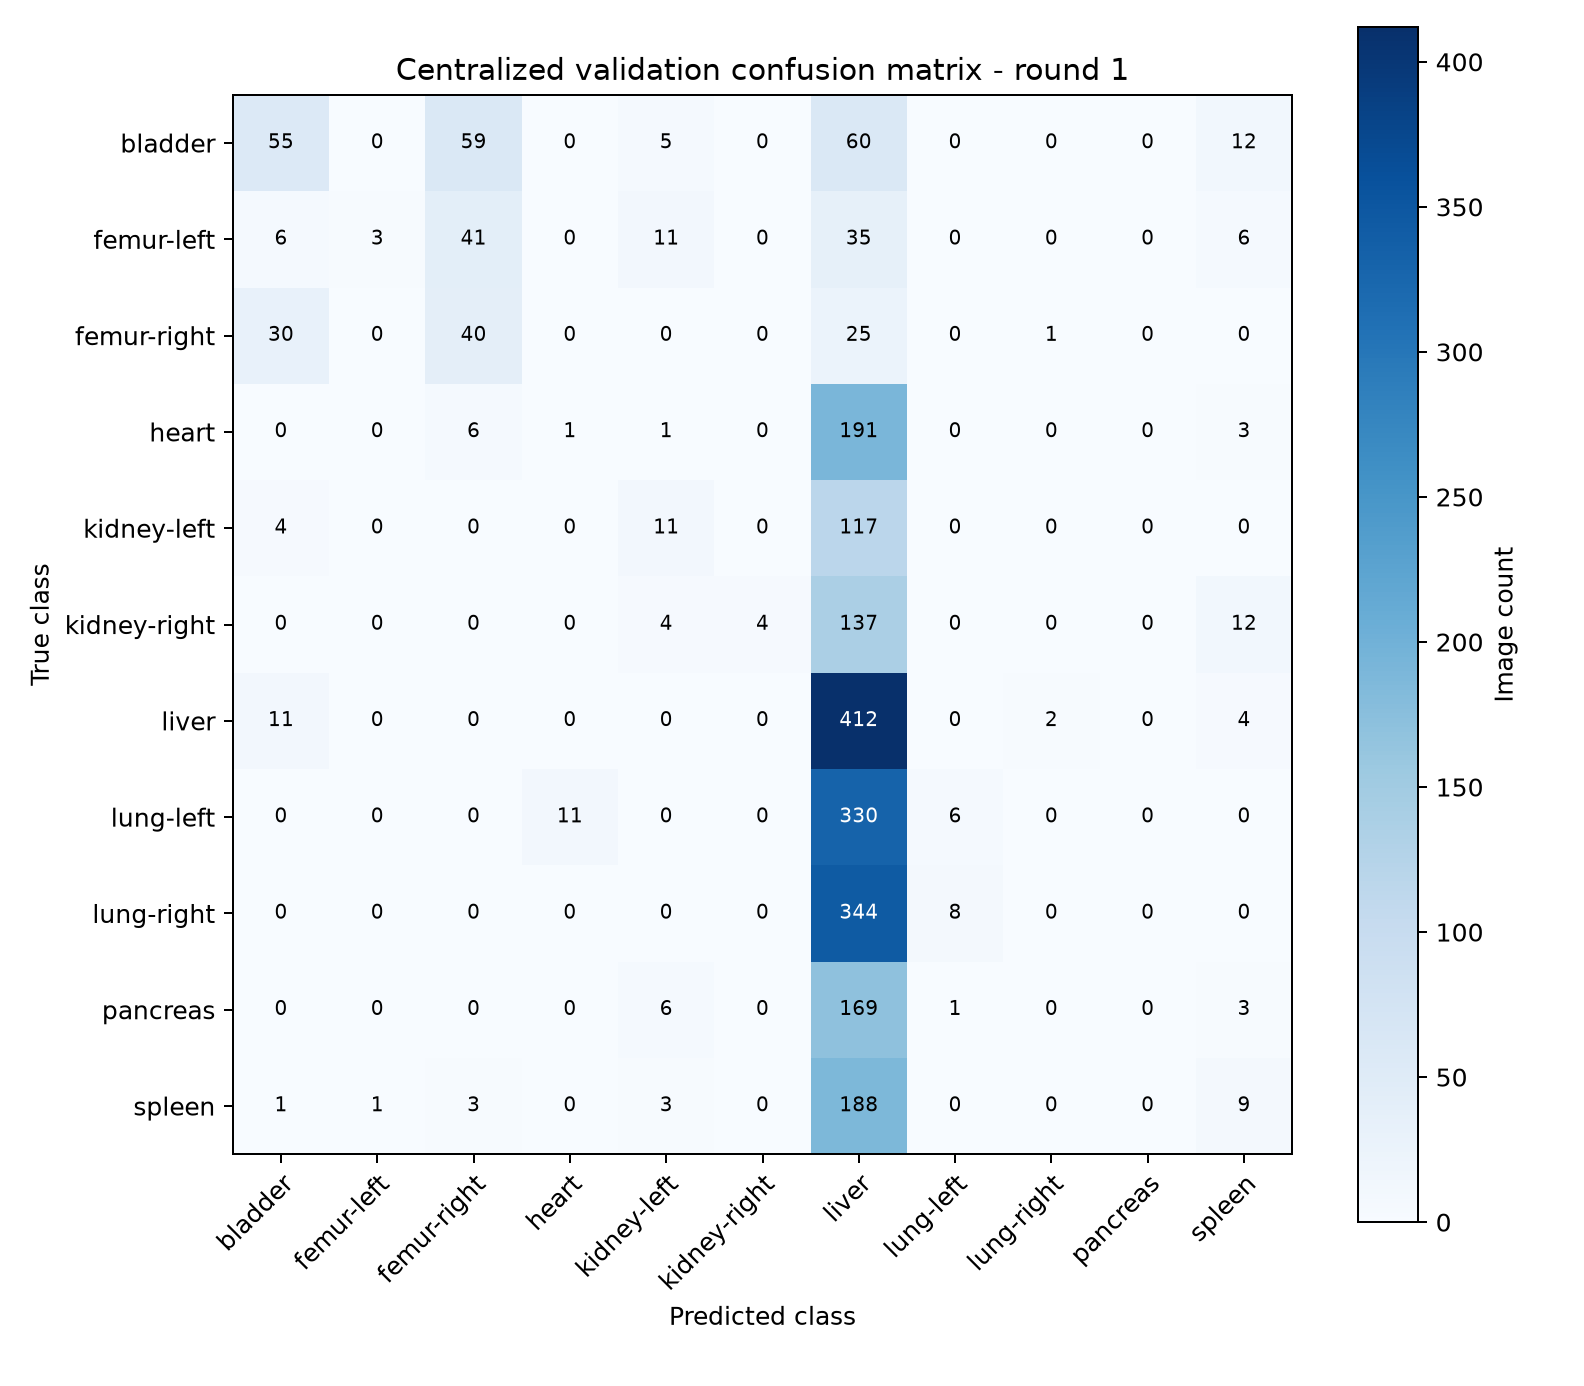 Centralized validation confusion matrix - round 1
bladder 55 0 59 0 5 0 60 0 0 0 12
femur-left 6 3 41 0 11 0 35 0 0 0 6
femur-right 30 0 40 0 0 0 25 0 1 0 0
heart 0 0 6 1 1 0 191 0 0 0 3
kidney-left 4 0 0 0 11 0 117 0 0 0 0
kidney-right 0 0 0 0 4 4 137 0 0 0 12
liver 11 0 0 0 0 0 412 0 2 0 4
lung-left 0 0 0 11 0 0 330 6 0 0 0
lung-right 0 0 0 0 0 0 344 8 0 0 0
pancreas 0 0 0 0 6 0 169 1 0 0 3
spleen 1 1 3 0 3 0 188 0 0 0 9
bladder femur-left femur-right heart kidney-left kidney-right liver lung-left lung-right pancreas spleen
Predicted class
True class
400
350
300
250
200
150
100
50
0
Image count